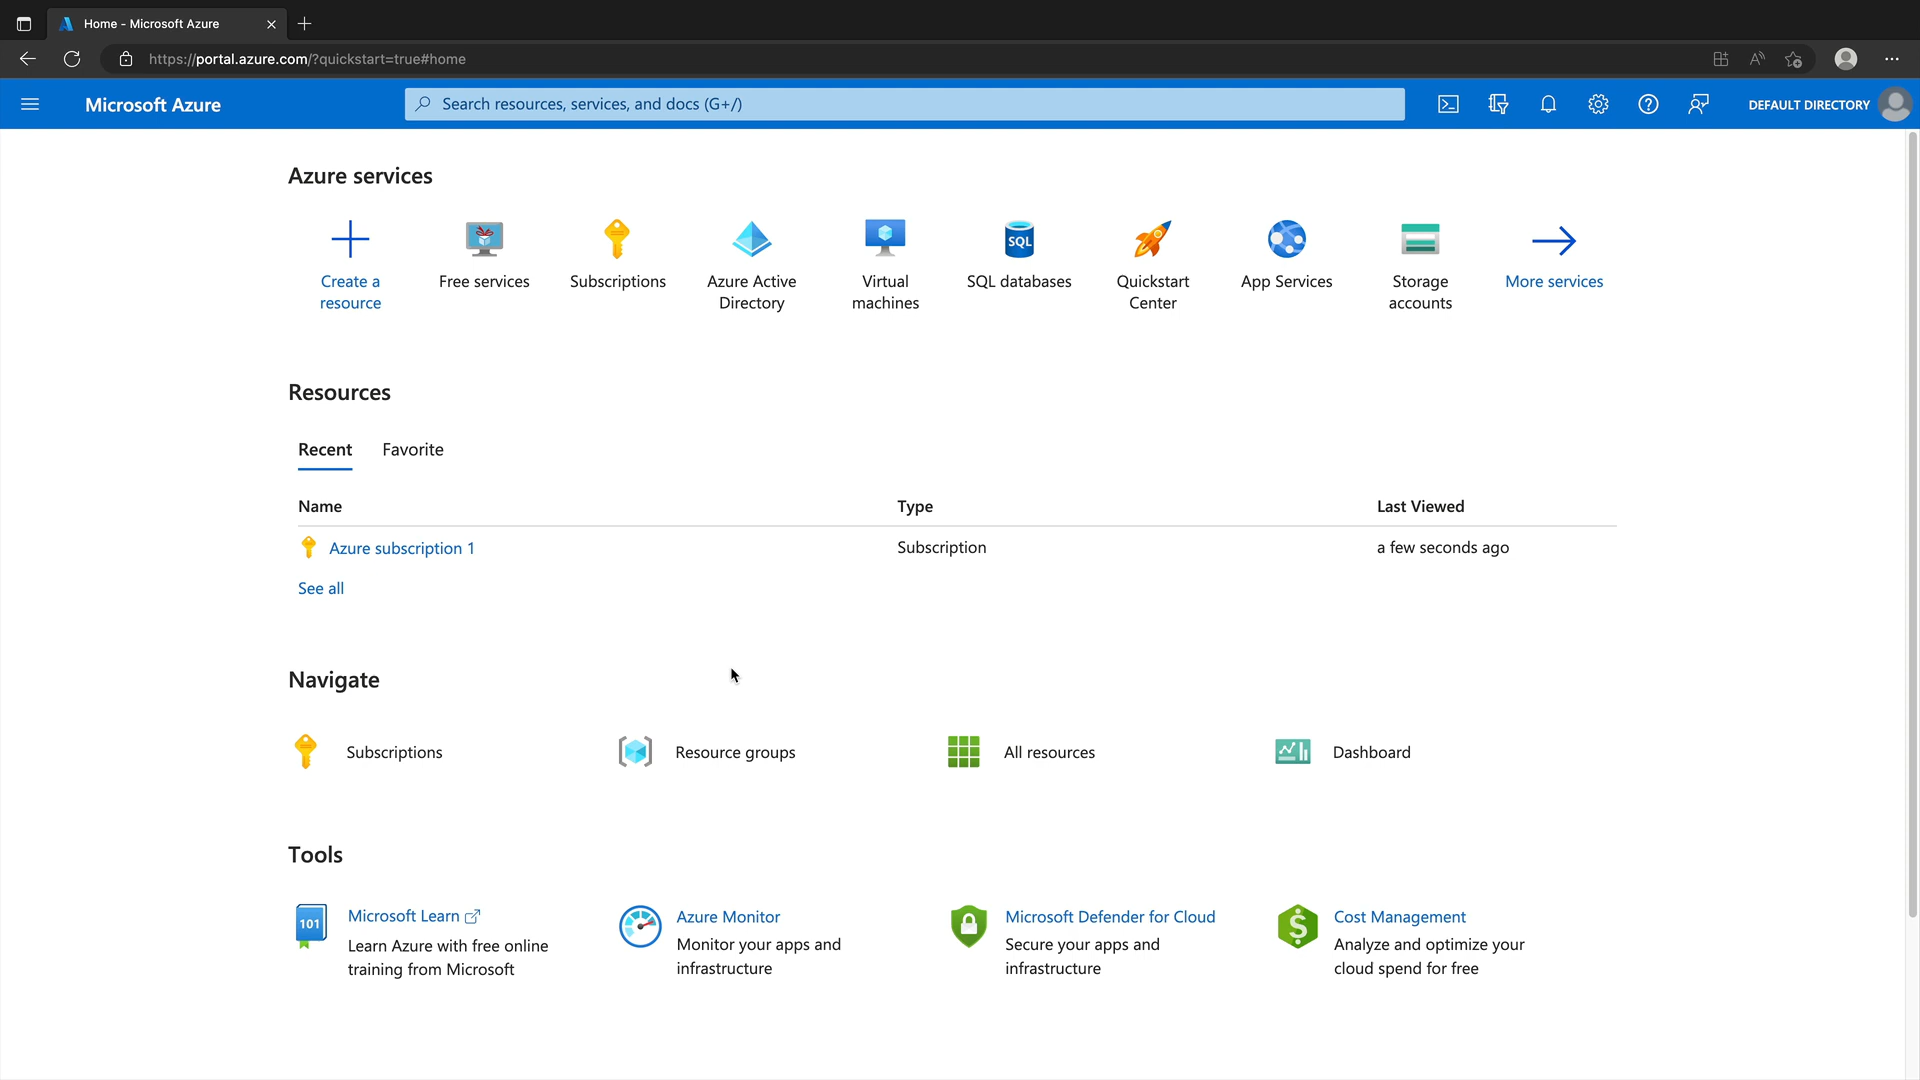 Home - Microsoft Azure
https://portal.azure.com/?quickstart=true#home
Microsoft Azure
Search resources, services, and docs (G+/)
DEFAULT DIRECTORY
Azure services
Create a
resource
Free services
Subscriptions
Azure Active
Directory
Virtual
machines
SQL
SQL databases
Quickstart
Center
App Services
Storage
accounts
More services
Resources
Recent
Favorite
Name
Type
Last Viewed
Azure subscription 1
Subscription
a few seconds ago
See all
Navigate
Subscriptions
Resource groups
All resources
Dashboard
Tools
101
Microsoft Learn
Learn Azure with free online
training from Microsoft
Azure Monitor
Monitor your apps and
infrastructure
Microsoft Defender for Cloud
Secure your apps and
infrastructure
$
Cost Management
Analyze and optimize your
cloud spend for free